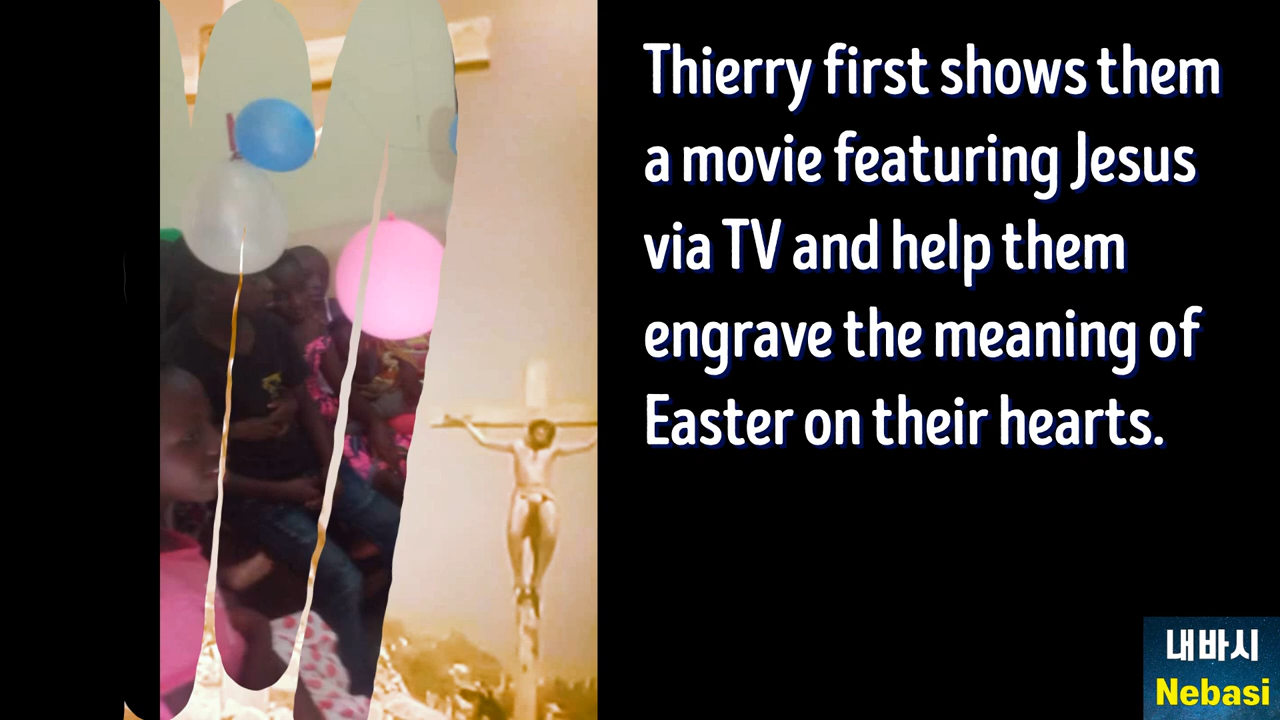 Thierry first shows them
a movie featuring Jesus
via TV and help them
engrave the meaning of
Easter on their hearts.
내바시
Nebasi